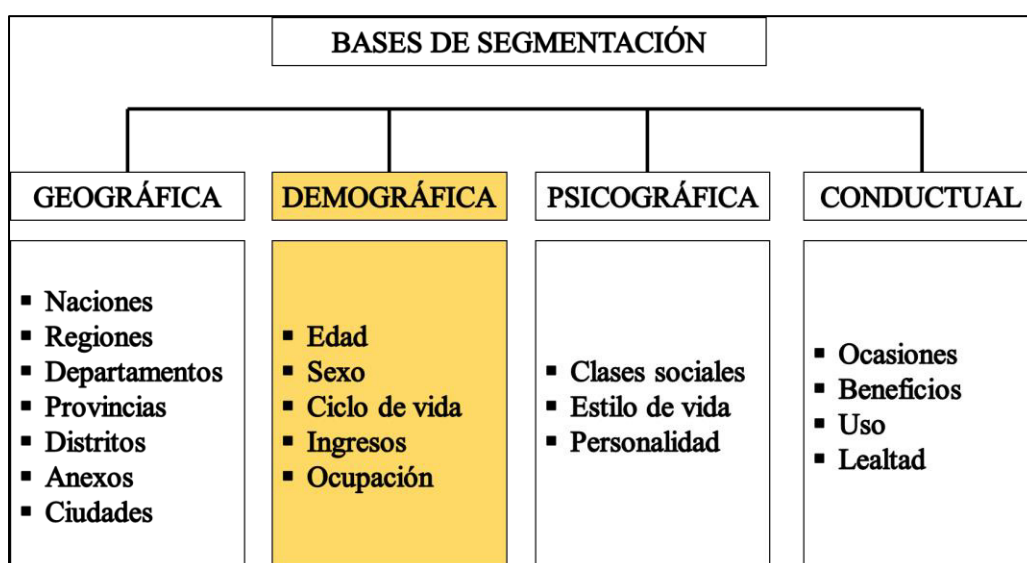 BASES DE SEGMENTACIÓN
GEOGRÁFICA
▪ Naciones
▪ Regiones
▪ Departamentos
▪ Provincias
▪ Distritos
▪ Anexos
▪ Ciudades
DEMOGRÁFICA
▪ Edad
▪ Sexo
▪ Ciclo de vida
▪ Ingresos
▪ Ocupación
PSICOGRÁFICA
▪ Clases sociales
▪ Estilo de vida
▪ Personalidad
CONDUCTUAL
▪ Ocasiones
▪ Beneficios
▪ Uso
▪ Lealtad